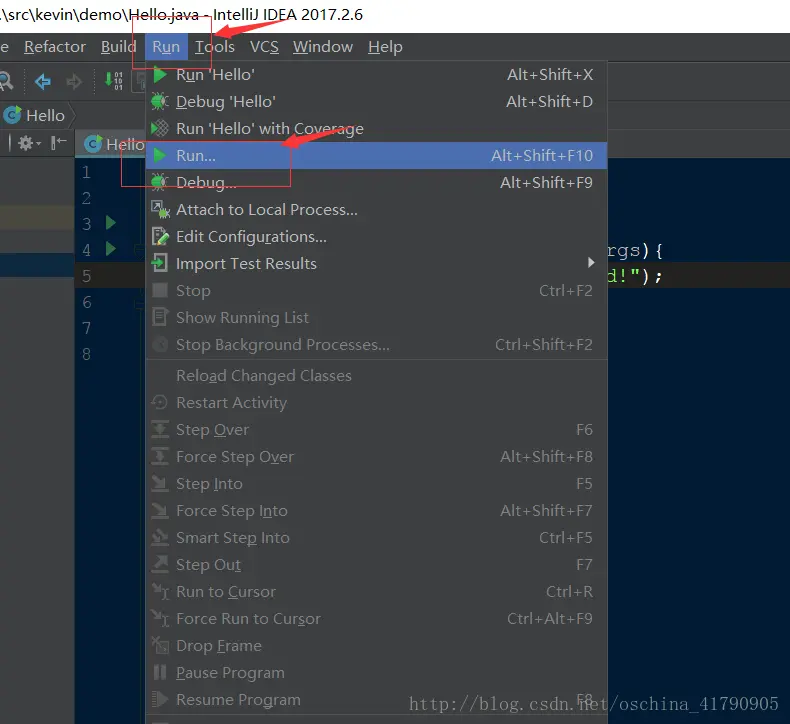 .\src\kevin\demo\Hello.java - IntelliJ IDEA 2017.2.6
e Refactor Build Run Tools VCS Window Help
Run 'Hello' Alt+Shift+X
Hello
Debug 'Hello' Alt+Shift+D
Run 'Hello' with Coverage
Hello
Run... Alt+Shift+F10
1
Debug... Alt+Shift+F9
2
Attach to Local Process...
3
Edit Configurations...
4 rgs){
Import Test Results
5 d!");
Stop Ctrl+F2
6
Show Running List
7
Stop Background Processes... Ctrl+Shift+F2
8
Reload Changed Classes
Restart Activity
Step Over F6
Force Step Over Alt+Shift+F8
Step Into F5
Force Step Into Alt+Shift+F7
Smart Step Into Ctrl+F5
Step Out F7
Run to Cursor Ctrl+R
Force Run to Cursor Ctrl+Alt+F9
Drop Frame
Pause Program
Resume Program F8
http://blog.csdn.net/oschina_41790905